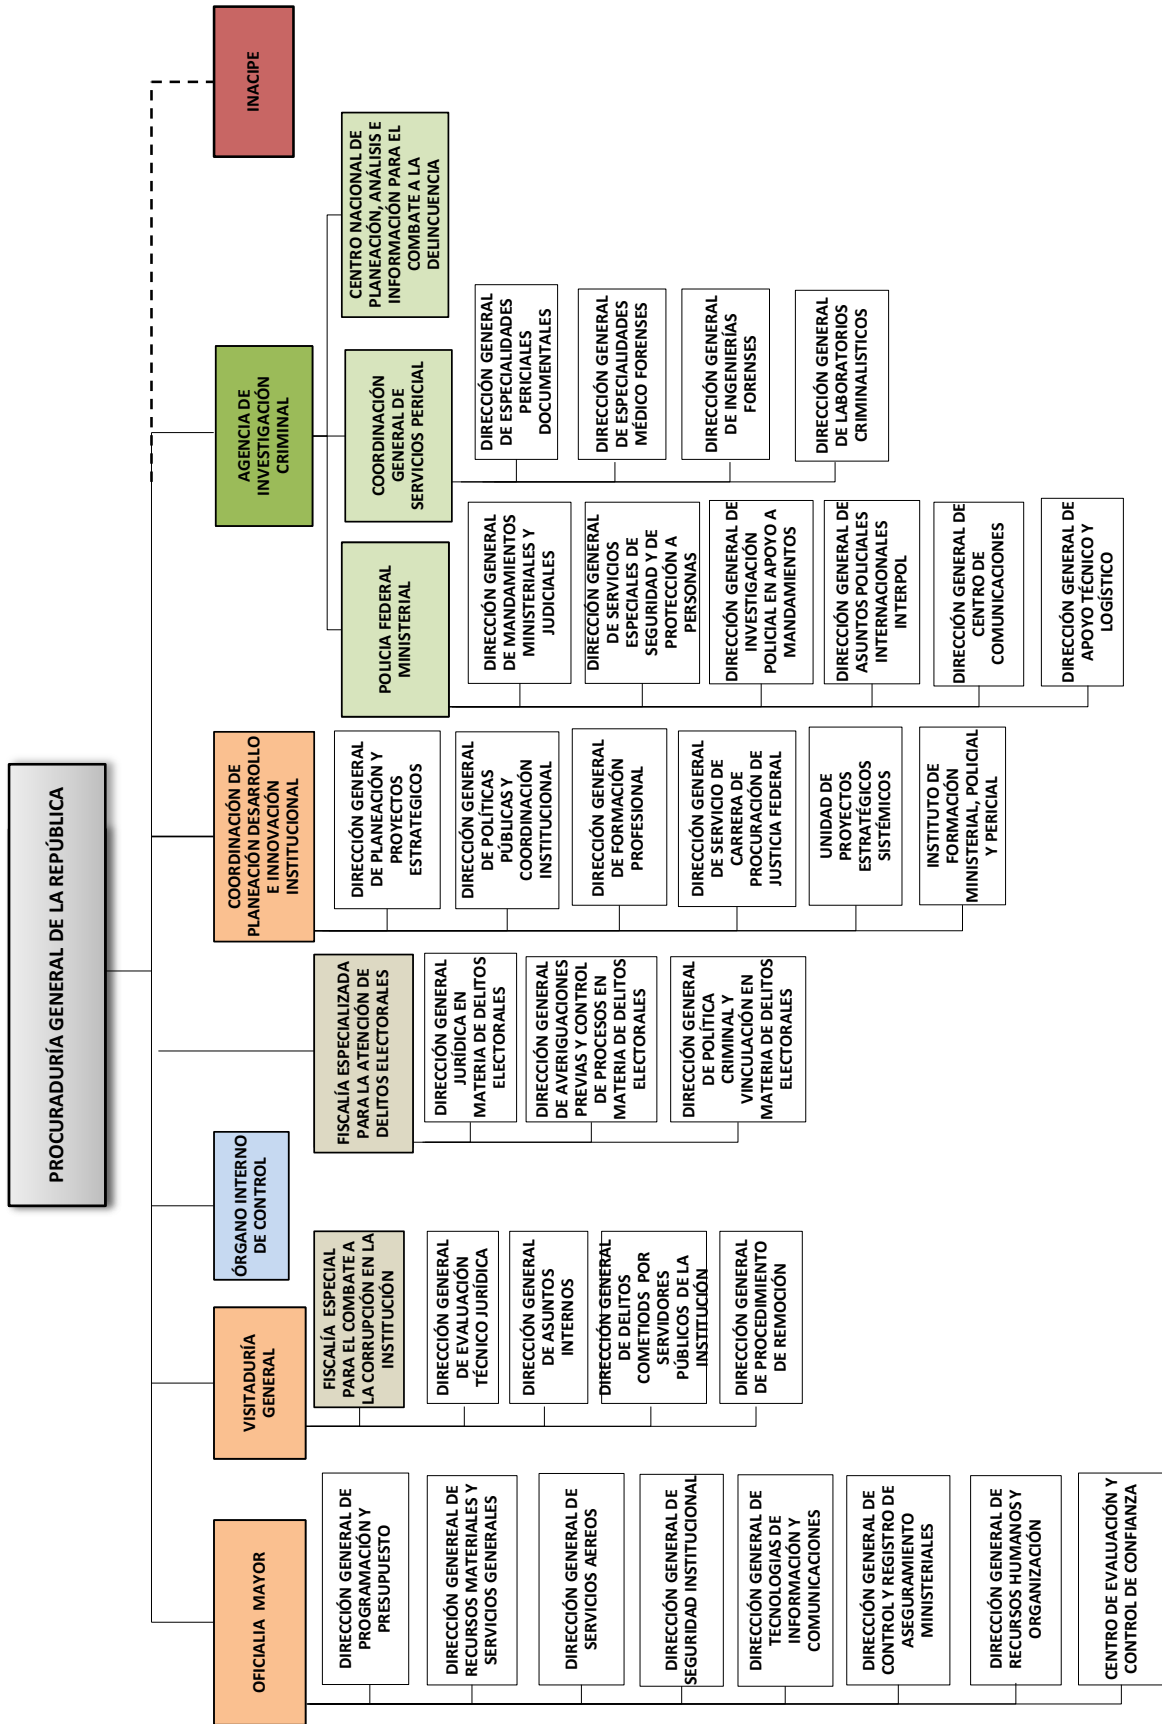 PROCURADURÍA GENERAL DE LA REPÚBLICA
OFICIALIA MAYOR
DIRECCIÓN GENERAL DE
PROGRAMACIÓN Y
PRESUPUESTO
DIRECCIÓN GENEREAL DE
RECURSOS MATERIALES Y
SERVICIOS GENERALES
DIRECCIÓN GENERAL DE
SERVICIOS AEREOS
DIRECCIÓN GENERAL DE
SEGURIDAD INSTITUCIONAL
DIRECCIÓN GENERAL DE
TECNOLOGIAS DE
INFORMACIÓN Y
COMUNICACIONES
DIRECCIÓN GENERAL DE
CONTROL Y REGISTRO DE
ASEGURAMIENTO
MINISTERIALES
DIRECCIÓN GENERAL DE
RECURSOS HUMANOS Y
ORGANIZACIÓN
CENTRO DE EVALUACIÓN Y
CONTROL DE CONFIANZA
VISITADURÍA
GENERAL
FISCALÍA ESPECIAL
PARA EL COMBATE A
LA CORRUPCIÓN EN LA
INSTITUCIÓN
DIRECCIÓN GENERAL
DE EVALUACIÓN
TÉCNICO JURÍDICA
DIRECCIÓN GENERAL
DE ASUNTOS
INTERNOS
DIRECCIÓN GENERAL
DE DELITOS
COMETIODS POR
SERVIDORES
PÚBLICOS DE LA
INSTITUCIÓN
DIRECCIÓN GENERAL
DE PROCEDIMIENTO
DE REMOCIÓN
ÓRGANO INTERNO
DE CONTROL
FISCALÍA ESPECIALIZADA
PARA LA ATENCIÓN DE
DELITOS ELECTORALES
DIRECCIÓN GENERAL
JURÍDICA EN
MATERIA DE DELITOS
ELECTORALES
DIRECCIÓN GENERAL
DE AVERIGUACIONES
PREVIAS Y CONTROL
DE PROCESOS EN
MATERIA DE DELITOS
ELECTORALES
DIRECCIÓN GENERAL
DE POLÍTICA
CRIMINAL Y
VINCULACIÓN EN
MATERIA DE DELITOS
ELECTORALES
COORDINACIÓN DE
PLANEACIÓN DESARROLLO
E INNOVACIÓN
INSTITUCIONAL
DIRECCIÓN GENERAL
DE PLANEACIÓN Y
PROYECTOS
ESTRATEGICOS
DIRECCIÓN GENERAL
DE POLÍTICAS
PÚBLICAS Y
COORDINACIÓN
INSTITUCIONAL
DIRECCIÓN GENERAL
DE FORMACIÓN
PROFESIONAL
DIRECCIÓN GENERAL
DE SERVICIO DE
CARRERA DE
PROCURACIÓN DE
JUSTICIA FEDERAL
UNIDAD DE
PROYECTOS
ESTRATÉGICOS
SISTÉMICOS
INSTITUTO DE
FORMACIÓN
MINISTERIAL, POLICIAL
Y PERICIAL
AGENCIA DE
INVESTIGACIÓN
CRIMINAL
POLICIA FEDERAL
MINISTERIAL
DIRECCIÓN GENERAL
DE MANDAMIENTOS
MINISTERIALES Y
JUDICIALES
DIRECCIÓN GENERAL
DE SERVICIOS
ESPECIALES DE
SEGURIDAD Y DE
PROTECCIÓN A
PERSONAS
DIRECCIÓN GENERAL DE
INVESTIGACIÓN
POLICIAL EN APOYO A
MANDAMIENTOS
DIRECCIÓN GENERAL DE
ASUNTOS POLICIALES
INTERNACIONALES
INTERPOL
DIRECCIÓN GENERAL DE
CENTRO DE
COMUNICACIONES
DIRECCIÓN GENERAL DE
APOYO TÉCNICO Y
LOGÍSTICO
COORDINACIÓN
GENERAL DE
SERVICIOS PERICIAL
DIRECCIÓN GENERAL
DE ESPECIALIDADES
PERICIALES
DOCUMENTALES
DIRECCIÓN GENERAL
DE ESPECIALIDADES
MÉDICO FORENSES
DIRECCIÓN GENERAL
DE INGENIERÍAS
FORENSES
DIRECCIÓN GENERAL
DE LABORATORIOS
CRIMINALISTICOS
CENTRO NACIONAL DE
PLANEACIÓN, ANÁLISIS E
INFORMACIÓN PARA EL
COMBATE A LA
DELINCUENCIA
INACIPE